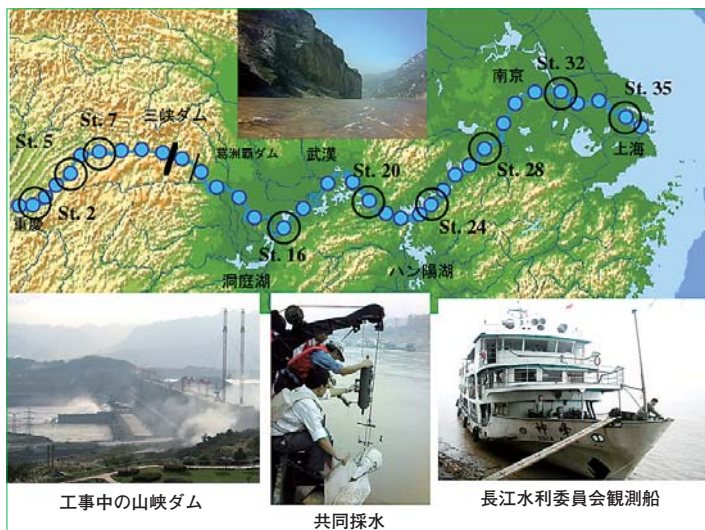 St. 32
南京
St. 35
St. 7
三峡ダム
St. 5
葛洲覇ダム
武漢
上海
St. 20
St. 28
St. 2
重慶
St. 24
St. 16
洞庭湖
ハン陽湖
工事中の山峡ダム
共同採水
長江水利委員会観測船